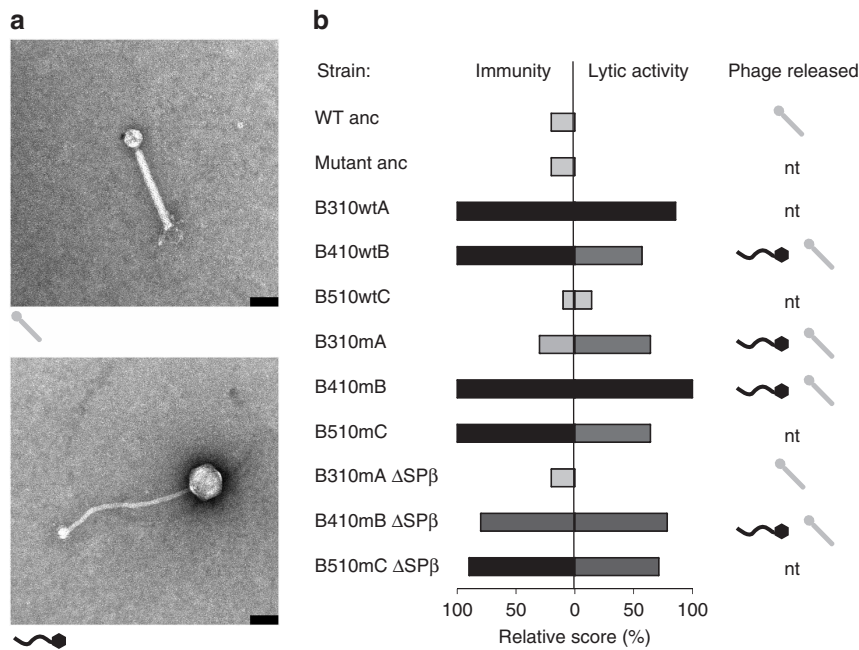 a
b
Strain: Immunity Lytic activity Phage released
WT anc
Mutant anc nt
B310wtA nt
B410wtB
B510wtC nt
B310mA
B410mB
B510mC nt
B310mA ΔSPβ
B410mB ΔSPβ
B510mC ΔSPβ nt
100 50 0 50 100
Relative score (%)